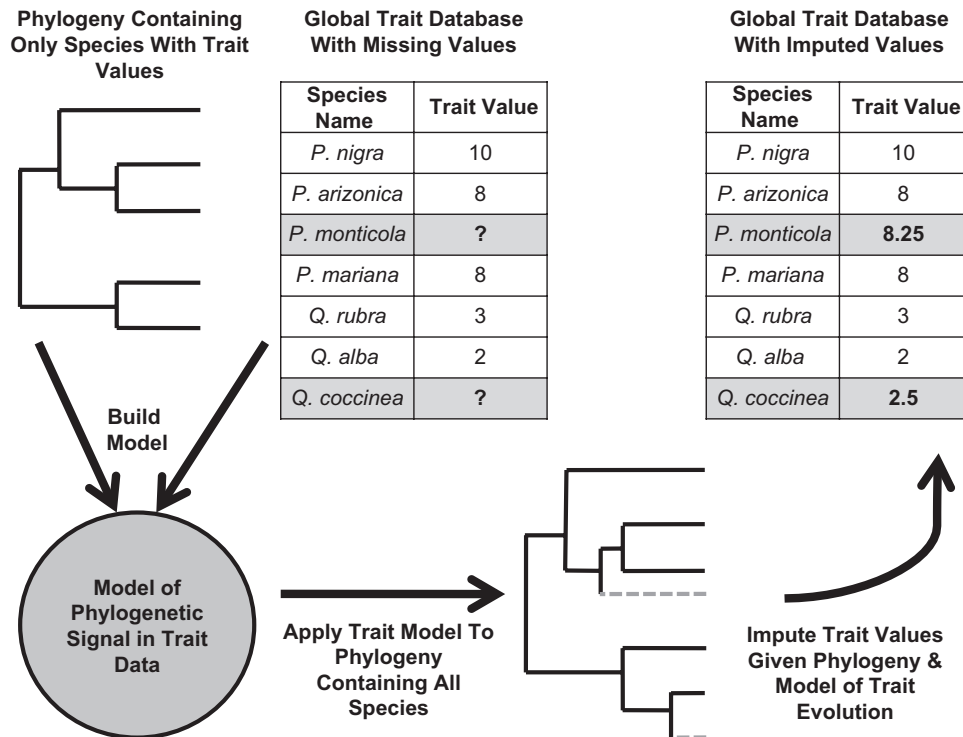 Phylogeny Containing
Only Species With Trait
Values
Global Trait Database
With Missing Values
Species
Name
Trait Value
P. nigra 10
P. arizonica 8
P. monticola ?
P. mariana 8
Q. rubra 3
Q. alba 2
Q. coccinea ?
Global Trait Database
With Imputed Values
Species
Name
Trait Value
P. nigra 10
P. arizonica 8
P. monticola 8.25
P. mariana 8
Q. rubra 3
Q. alba 2
Q. coccinea 2.5
Build
Model
Model of
Phylogenetic
Signal in Trait
Data
Apply Trait Model To
Phylogeny
Containing All
Species
Impute Trait Values
Given Phylogeny &
Model of Trait
Evolution